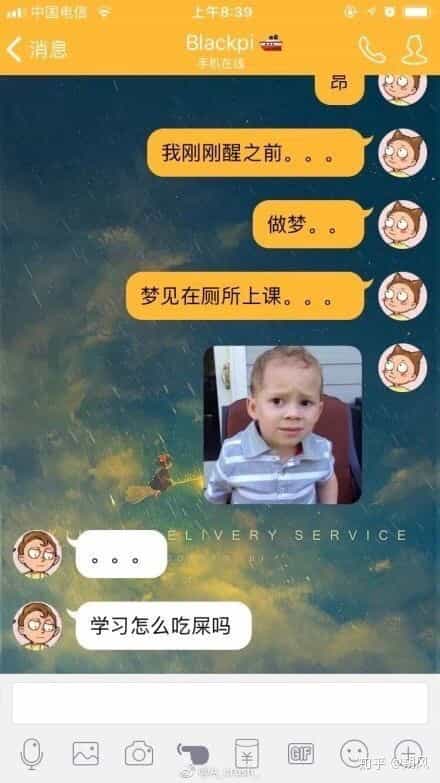 中国电信
上午8:39
消息
Blackpi
手机在线
昂
我刚刚醒之前。。。
做梦。。
梦见在厕所上课。。。
ELIVERY SERVICE
。。。
学习怎么吃屎吗
GIF
知乎 @朔风